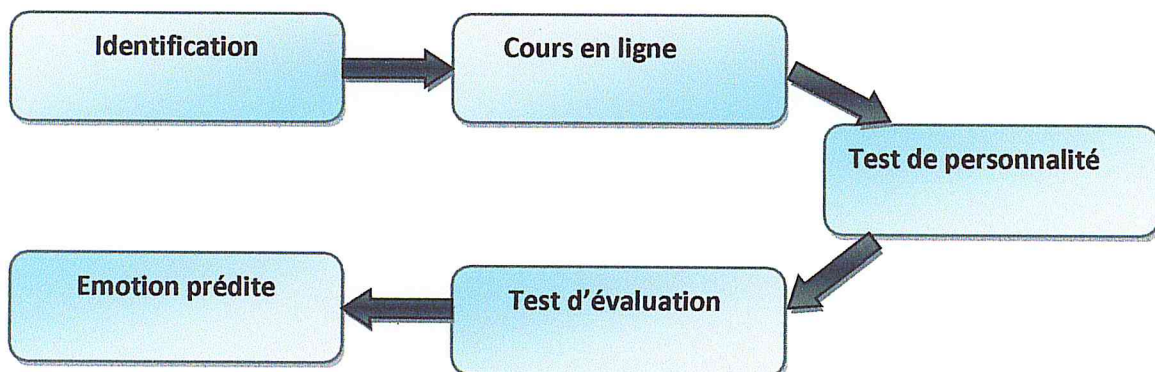 Identification
Cours en ligne
Test de personnalité
Test d'évaluation
Emotion prédite